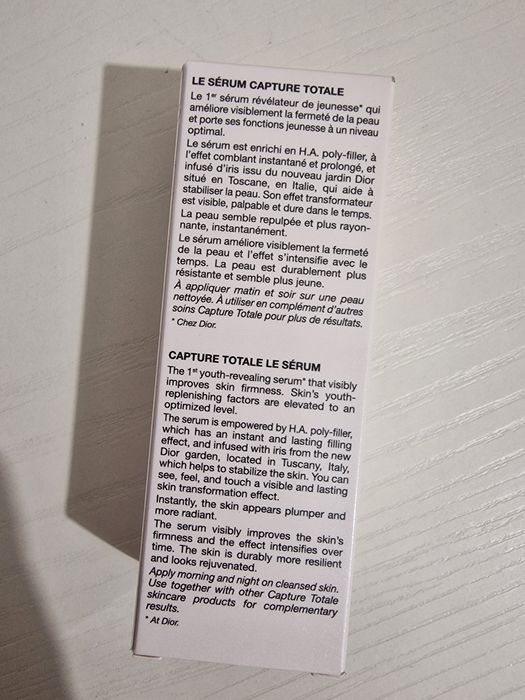 LE SÉRUM CAPTURE TOTALE
Le 1er sérum révélateur de jeunesse* qui
améliore visiblement la fermeté de la peau
et porte ses fonctions jeunesse à un niveau
optimal.
Le sérum est enrichi en H.A. poly-filler, à
l'effet comblant instantané et prolongé, et
infusé d'iris issu du nouveau jardin Dior
situé en Toscane, en Italie, qui aide à
stabiliser la peau. Son effet transformateur
est visible, palpable et dure dans le temps.
La peau semble repulpée et plus rayon-
nante, instantanément.
Le sérum améliore visiblement la fermeté
de la peau et l'effet s'intensifie avec le
temps. La peau est durablement plus
résistante et semble plus jeune.
À appliquer matin et soir sur une peau
nettoyée. À utiliser en complément d'autres
soins Capture Totale pour plus de résultats.
* Chez Dior.
CAPTURE TOTALE LE SÉRUM
The 1st youth-revealing serum* that visibly
improves skin firmness. Skin's youth-
replenishing factors are elevated to an
optimized level.
The serum is empowered by H.A. poly-filler,
which has an instant and lasting filling
effect, and infused with iris from the new
Dior garden, located in Tuscany, Italy,
which helps to stabilize the skin. You can
see, feel, and touch a visible and lasting
skin transformation effect.
Instantly, the skin appears plumper and
more radiant.
The serum visibly improves the skin's
firmness and the effect intensifies over
time. The skin is durably more resilient
and looks rejuvenated.
Apply morning and night on cleansed skin.
Use together with other Capture Totale
skincare products for complementary
results.
* At Dior.